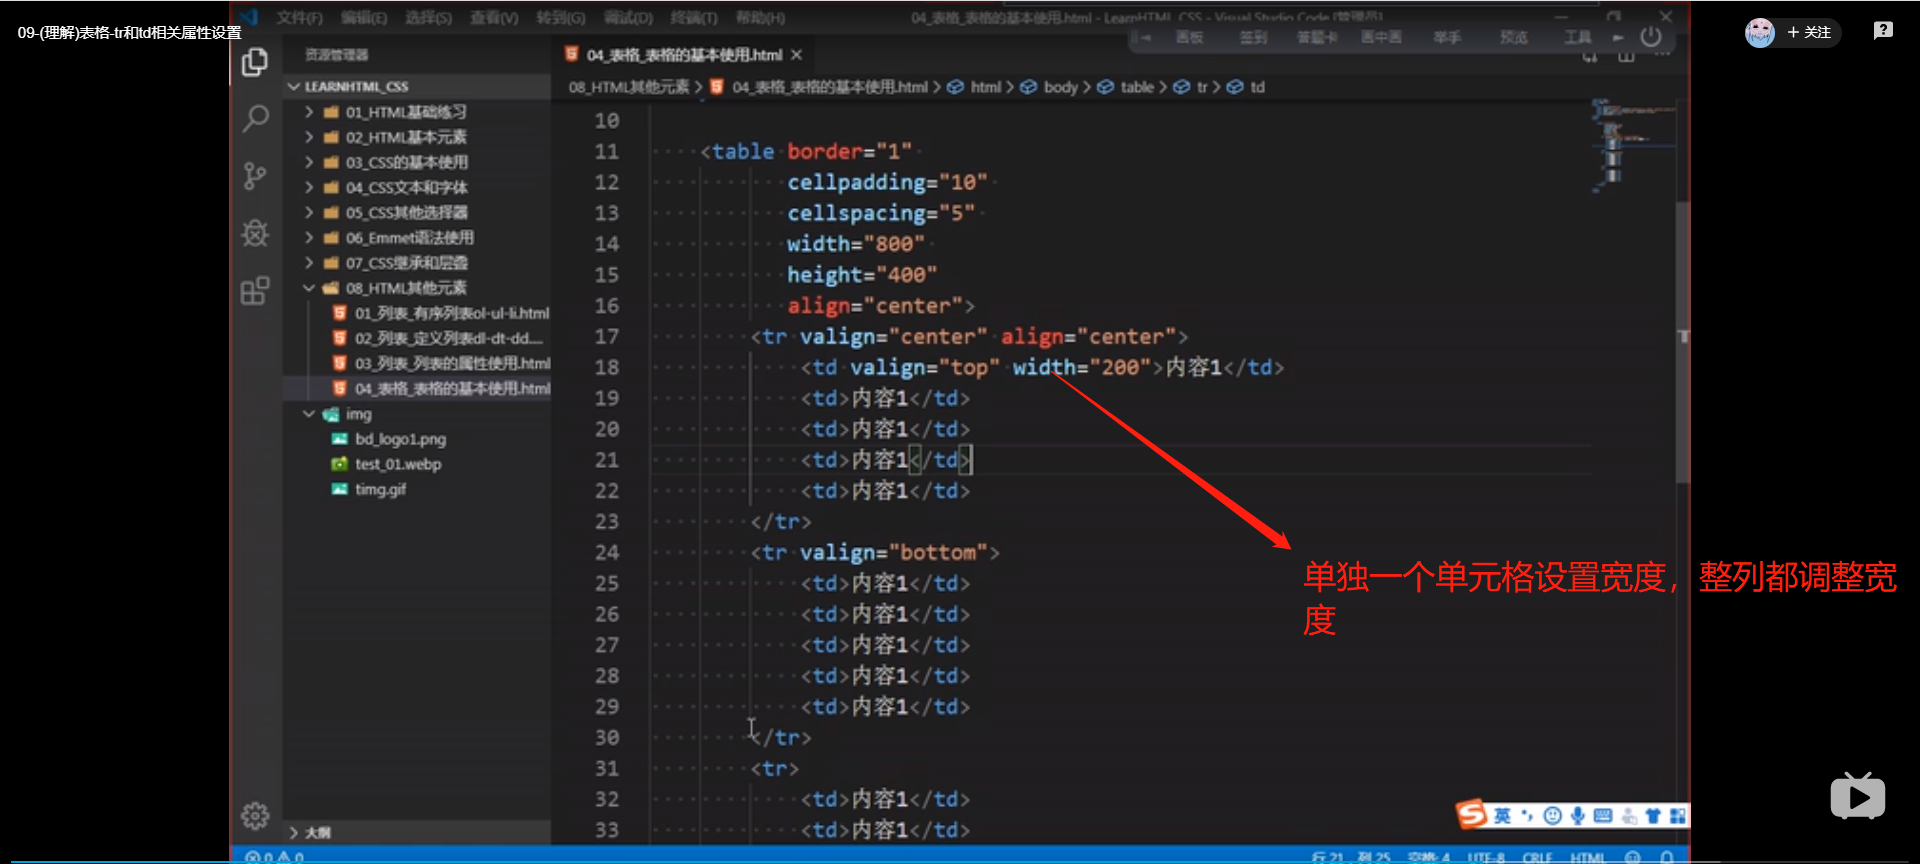 09-(理解)表格-tr和td相关属性设置
文件(F) 编辑(E) 选择(S) 查看(V) 转到(G) 调试(D) 终端(T) 帮助(H) 04_表格_表格的基本使用.html - LearnHTML_CSS - Visual Studio Code [管理员]
+ 关注
画板 签到 答题卡 画中画 举手 预览 工具
资源管理器
04_表格_表格的基本使用.html
LEARNHTML_CSS
08_HTML其他元素 > 04_表格_表格的基本使用.html > html > body > table > tr > td
01_HTML基础练习
02_HTML基本元素
03_CSS的基本使用
04_CSS文本和字体
05_CSS其他选择器
06_Emmet语法使用
07_CSS继承和层叠
08_HTML其他元素
01_列表_有序列表ol-ul-li.html
02_列表_定义列表dl-dt-dd....
03_列表_列表的属性使用.html
04_表格_表格的基本使用.html
img
bd_logo1.png
test_01.webp
timg.gif
大纲
10
11 <table border="1"
12 cellpadding="10"
13 cellspacing="5"
14 width="800"
15 height="400"
16 align="center">
17 <tr valign="center" align="center">
18 <td valign="top" width="200">内容1</td>
19 <td>内容1</td>
20 <td>内容1</td>
21 <td>内容1</td>
22 <td>内容1</td>
23 </tr>
24 <tr valign="bottom">
25 <td>内容1</td>
26 <td>内容1</td>
27 <td>内容1</td>
28 <td>内容1</td>
29 <td>内容1</td>
30 </tr>
31 <tr>
32 <td>内容1</td>
33 <td>内容1</td>
单独一个单元格设置宽度，整列都调整宽
度
英
0 0 行 21，列 25 空格: 4 UTF-8 CRLF HTML